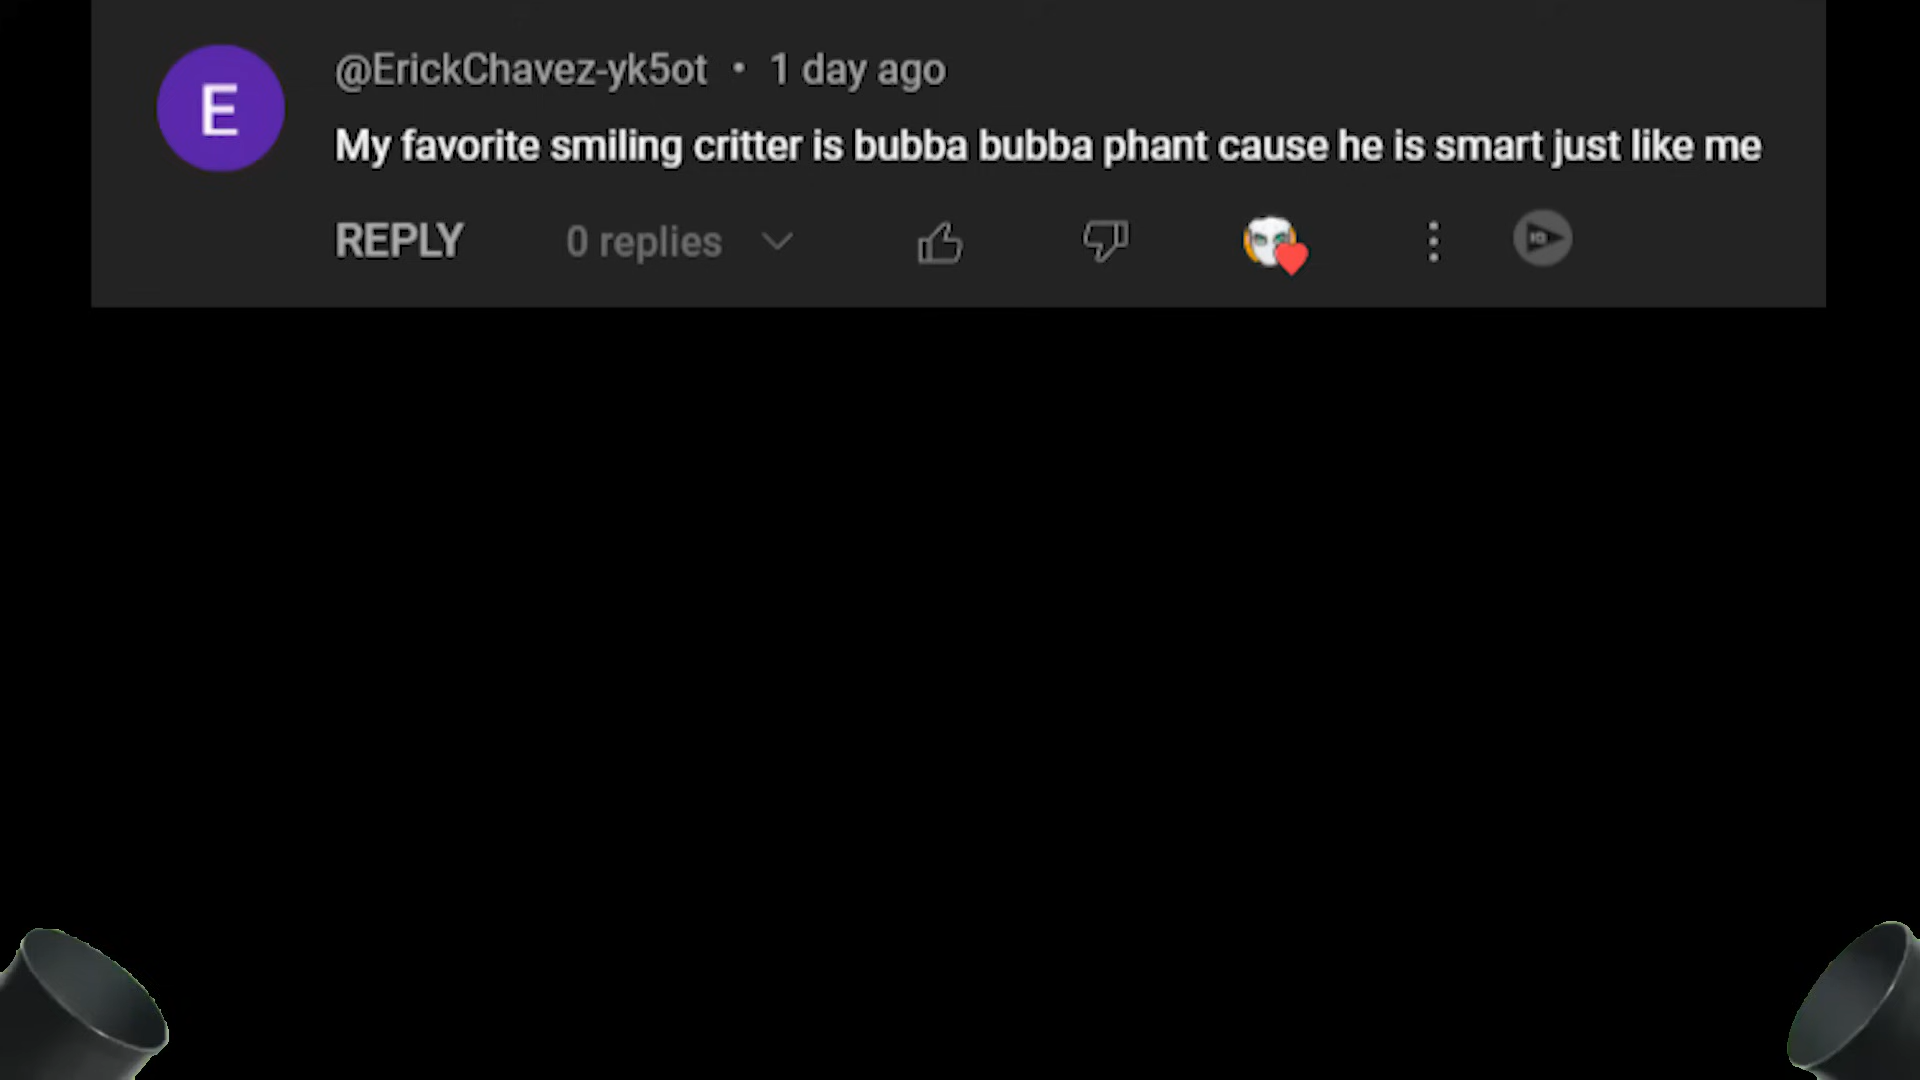 E
@ErickChavez-yk5ot • 1 day ago
My favorite smiling critter is bubba bubba phant cause he is smart just like me
REPLY 0 replies
IQ